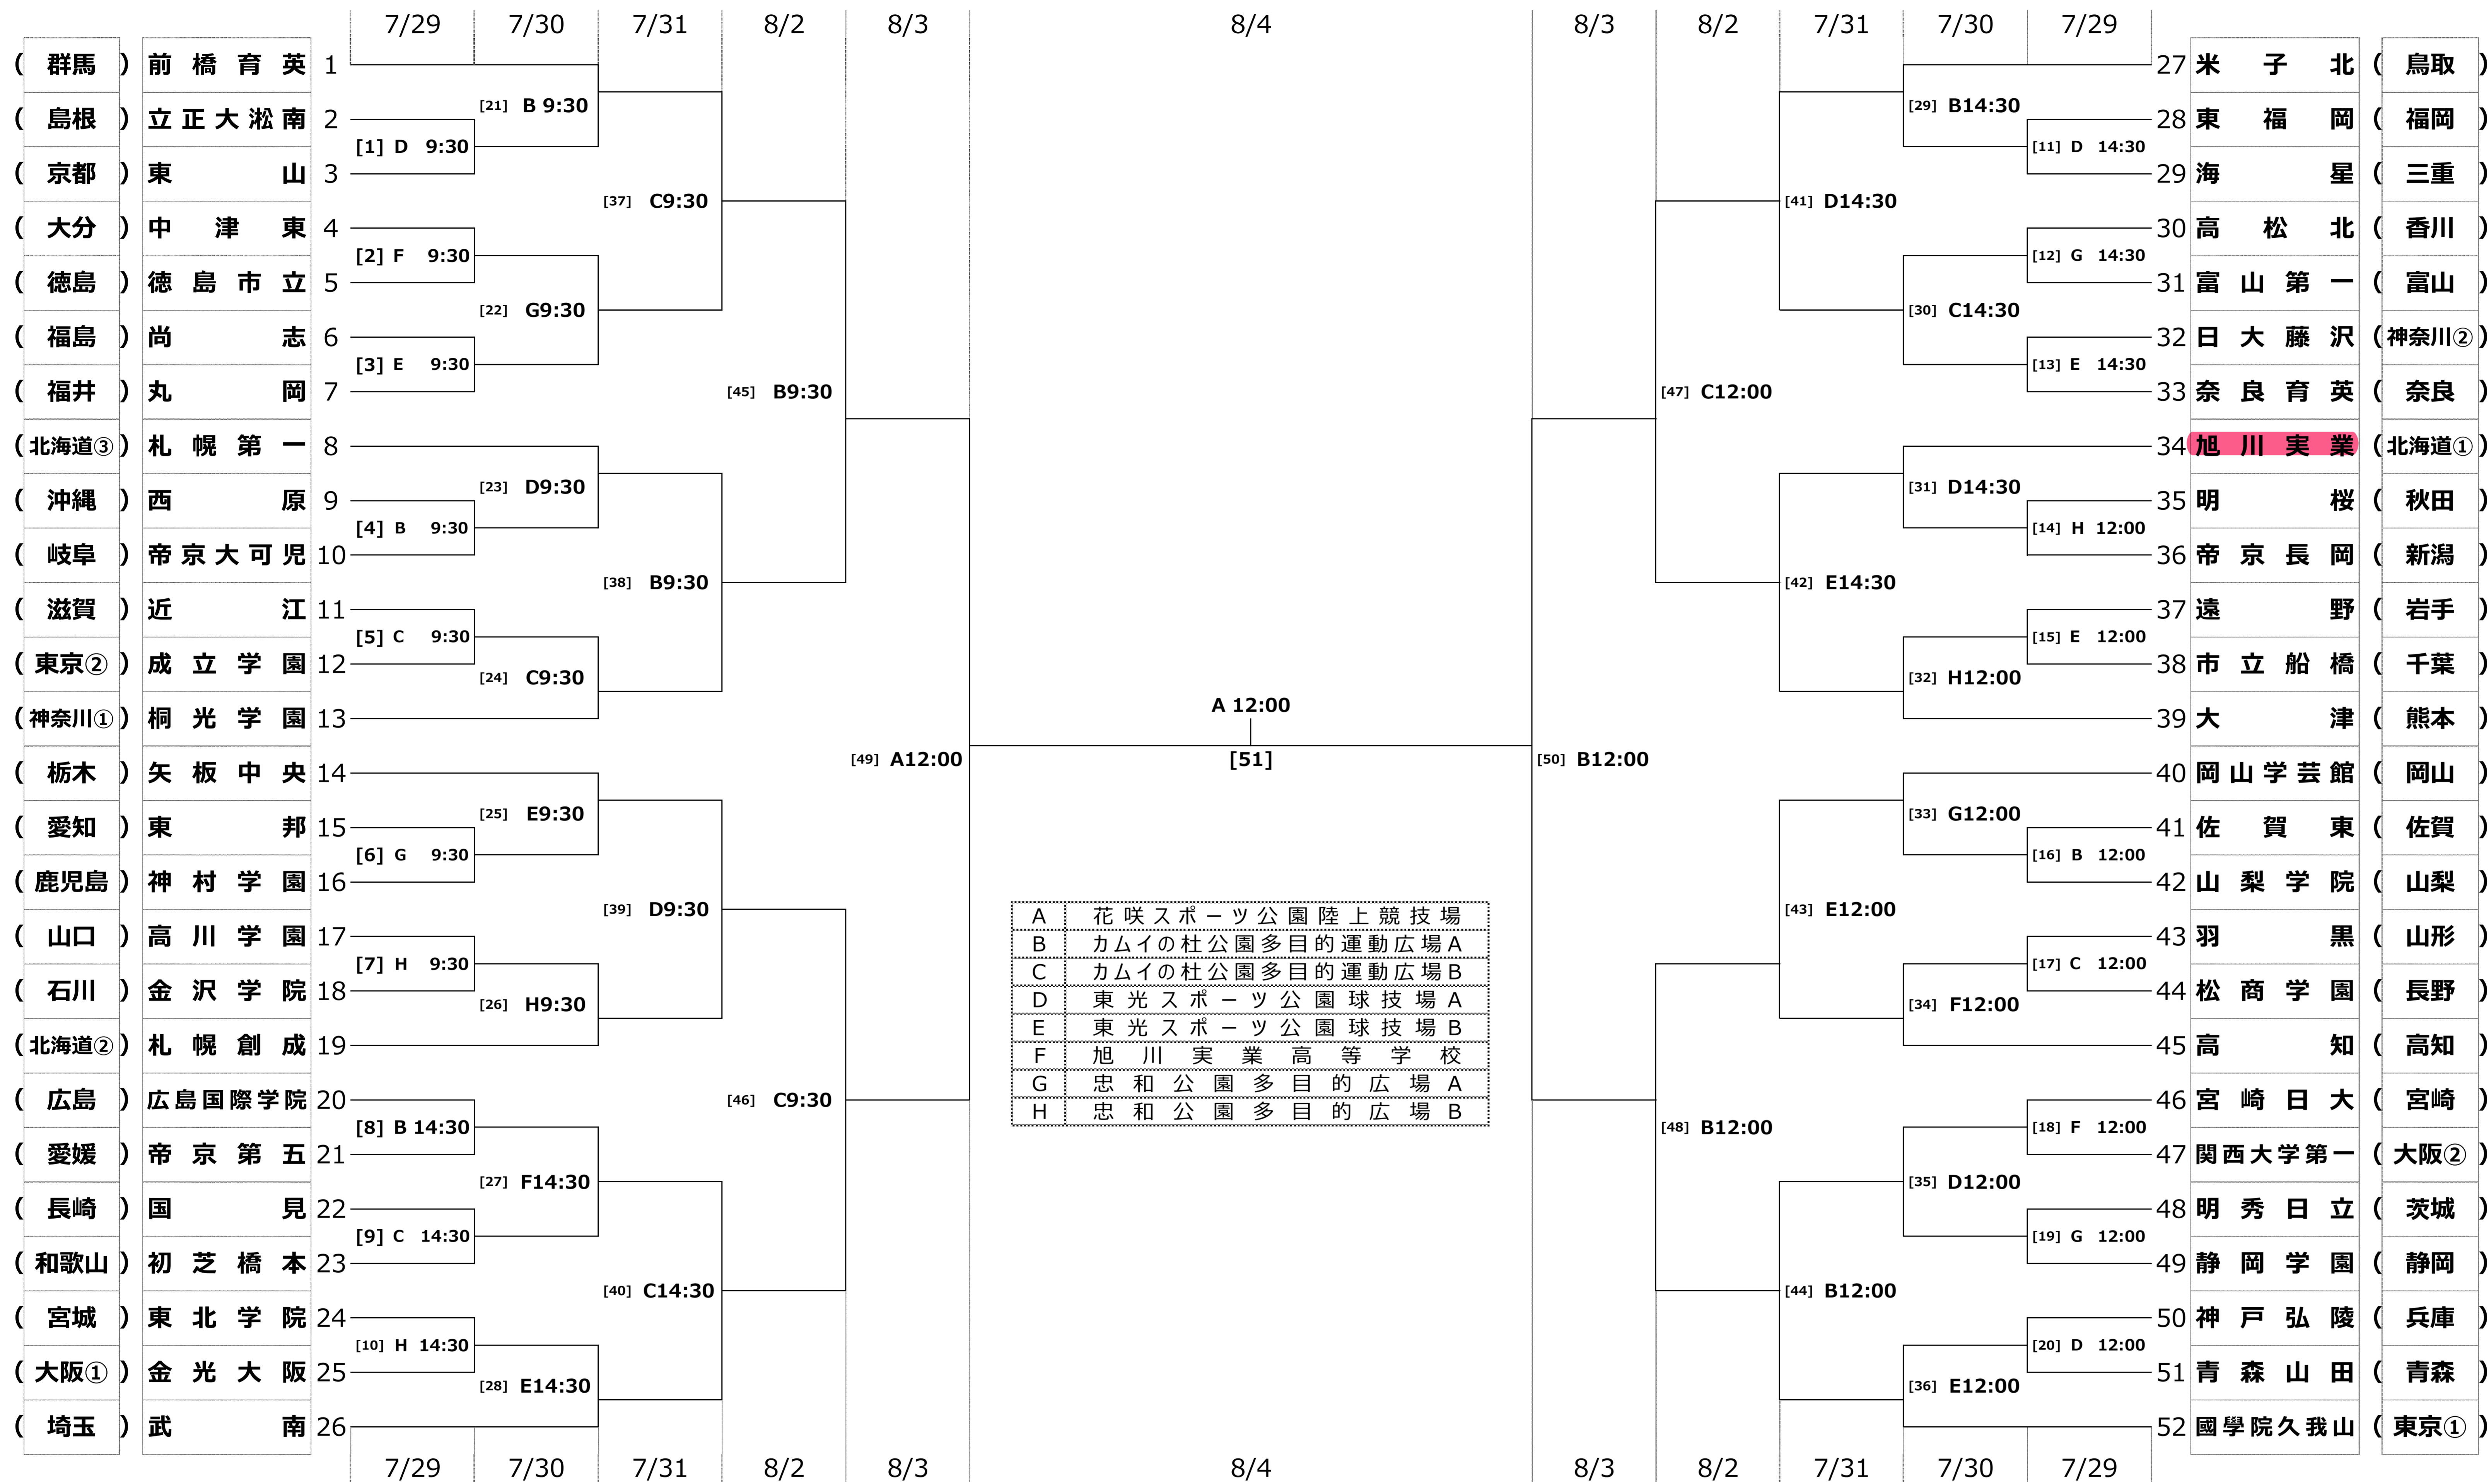 7/29 7/30 7/31 8/2 8/3 8/4 8/3 8/2 7/31 7/30 7/29
( 群馬 ) 前橋育英 1
( 島根 ) 立正大淞南 2
( 京都 ) 東山 3
( 大分 ) 中津東 4
( 徳島 ) 徳島市立 5
( 福島 ) 尚志 6
( 福井 ) 丸岡 7
( 北海道③ ) 札幌第一 8
( 沖縄 ) 西原 9
( 岐阜 ) 帝京大可児 10
( 滋賀 ) 近江 11
( 東京② ) 成立学園 12
( 神奈川① ) 桐光学園 13
( 栃木 ) 矢板中央 14
( 愛知 ) 東邦 15
( 鹿児島 ) 神村学園 16
( 山口 ) 高川学園 17
( 石川 ) 金沢学院 18
( 北海道② ) 札幌創成 19
( 広島 ) 広島国際学院 20
( 愛媛 ) 帝京第五 21
( 長崎 ) 国見 22
( 和歌山 ) 初芝橋本 23
( 宮城 ) 東北学院 24
( 大阪① ) 金光大阪 25
( 埼玉 ) 武南 26
[1] D 9:30
[2] F 9:30
[3] E 9:30
[4] B 9:30
[5] C 9:30
[6] G 9:30
[7] H 9:30
[8] B 14:30
[9] C 14:30
[10] H 14:30
[21] B 9:30
[22] G9:30
[23] D9:30
[24] C9:30
[25] E9:30
[26] H9:30
[27] F14:30
[28] E14:30
[37] C9:30
[38] B9:30
[39] D9:30
[40] C14:30
[45] B9:30
[46] C9:30
[49] A12:00
A 12:00
[51]
A 花咲スポーツ公園陸上競技場
B カムイの杜公園多目的運動広場A
C カムイの杜公園多目的運動広場B
D 東光スポーツ公園球技場A
E 東光スポーツ公園球技場B
F 旭川実業高等学校
G 忠和公園多目的広場A
H 忠和公園多目的広場B
[50] B12:00
[47] C12:00
[48] B12:00
[41] D14:30
[42] E14:30
[43] E12:00
[44] B12:00
[29] B14:30
[30] C14:30
[31] D14:30
[32] H12:00
[33] G12:00
[34] F12:00
[35] D12:00
[36] E12:00
[11] D 14:30
[12] G 14:30
[13] E 14:30
[14] H 12:00
[15] E 12:00
[16] B 12:00
[17] C 12:00
[18] F 12:00
[19] G 12:00
[20] D 12:00
27 米子北 ( 鳥取 )
28 東福岡 ( 福岡 )
29 海星 ( 三重 )
30 高松北 ( 香川 )
31 富山第一 ( 富山 )
32 日大藤沢 ( 神奈川② )
33 奈良育英 ( 奈良 )
34 旭川実業 ( 北海道① )
35 明桜 ( 秋田 )
36 帝京長岡 ( 新潟 )
37 遠野 ( 岩手 )
38 市立船橋 ( 千葉 )
39 大津 ( 熊本 )
40 岡山学芸館 ( 岡山 )
41 佐賀東 ( 佐賀 )
42 山梨学院 ( 山梨 )
43 羽黒 ( 山形 )
44 松商学園 ( 長野 )
45 高知 ( 高知 )
46 宮崎日大 ( 宮崎 )
47 関西大学第一 ( 大阪② )
48 明秀日立 ( 茨城 )
49 静岡学園 ( 静岡 )
50 神戸弘陵 ( 兵庫 )
51 青森山田 ( 青森 )
52 國學院久我山 ( 東京① )
7/29 7/30 7/31 8/2 8/3 8/4 8/3 8/2 7/31 7/30 7/29